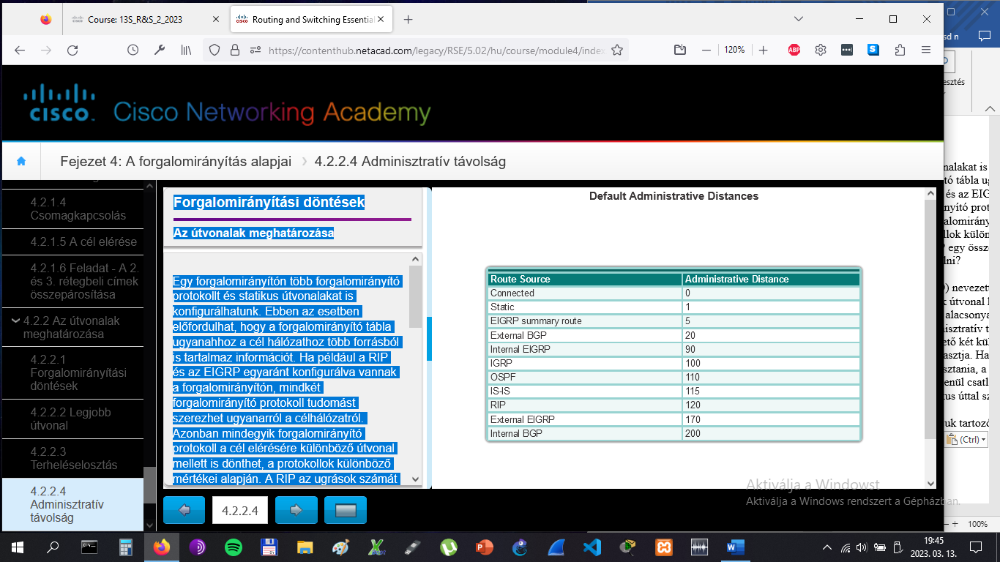 Course: 13S_R&S_2_2023
Routing and Switching Essential
https://contenthub.netacad.com/legacy/RSE/5.02/hu/course/module4/index
120%
ABP
S
sd n
esztés
CISCO
Cisco Networking Academy
Fejezet 4: A forgalomirányítás alapjai
4.2.2.4 Adminisztratív távolság
4.2.1.4
Csomagkapcsolás
4.2.1.5 A cél elérése
4.2.1.6 Feladat - A 2.
és 3. rétegbeli címek
összepárosítása
4.2.2 Az útvonalak
meghatározása
4.2.2.1
Forgalomirányítási
döntések
4.2.2.2 Legjobb
útvonal
4.2.2.3
Terheléselosztás
4.2.2.4
Adminisztratív
távolság
Forgalomirányítási döntések
Az útvonalak meghatározása
Egy forgalomirányítón több forgalomirányító
protokollt és statikus útvonalakat is
konfigurálhatunk. Ebben az esetben
előfordulhat, hogy a forgalomirányító tábla
ugyanahhoz a cél hálózathoz több forrásból
is tartalmaz információt. Ha például a RIP
és az EIGRP egyaránt konfigurálva vannak
a forgalomirányítón, mindkét
forgalomirányító protokoll tudomást
szerezhet ugyanarról a célhálózatról.
Azonban mindegyik forgalomirányító
protokoll a cél elérésére különböző útvonal
mellett is dönthet, a protokollok különböző
mértékei alapján. A RIP az ugrások számát
4.2.2.4
Default Administrative Distances
Route Source Administrative Distance
Connected 0
Static 1
EIGRP summary route 5
External BGP 20
Internal EIGRP 90
IGRP 100
OSPF 110
IS-IS 115
RIP 120
External EIGRP 170
Internal BGP 200
nalakat is
tó tábla ug
és az EIG
nyító prot
alomirány
llok külön
egy össz
lni?
nevezett
útvonal l
alacsonya
nisztratív t
ető két kül
asztja. Ha
sztania, a
enül csatl
kus úttal sz
uk tartozó
(Ctrl)
Aktiválja a Windowst
Aktiválja a Windows rendszert a Gépházban.
100%
19:45
2023. 03. 13.